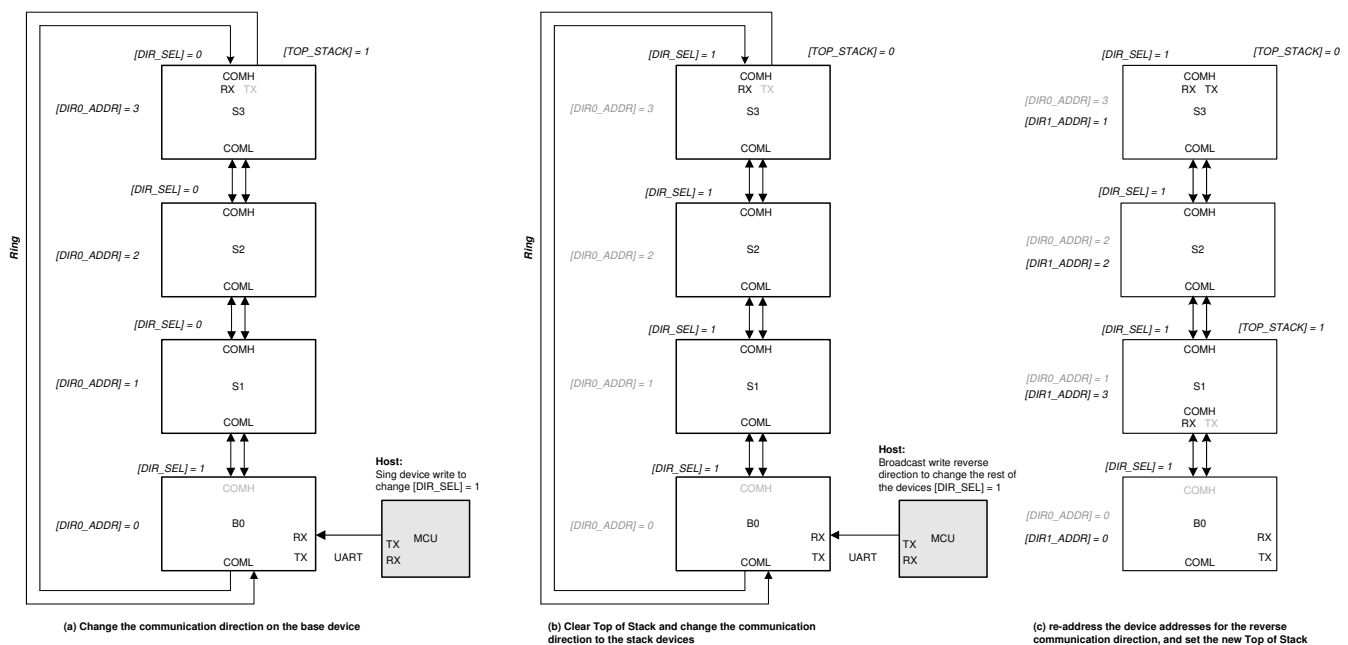 [DIR_SEL] = 0
[TOP_STACK] = 1
COMH
RX TX
[DIR0_ADDR] = 3
S3
COML
[DIR_SEL] = 0
COMH
Ring
[DIR0_ADDR] = 2
S2
COML
[DIR_SEL] = 0
COMH
[DIR0_ADDR] = 1
S1
COML
[DIR_SEL] = 1
Host:
Sing device write to
change [DIR_SEL] = 1
COMH
[DIR0_ADDR] = 0
B0
RX
TX
COML
UART
TX
RX
MCU
(a) Change the communication direction on the base device
[DIR_SEL] = 1
[TOP_STACK] = 0
COMH
RX TX
[DIR0_ADDR] = 3
S3
COML
[DIR_SEL] = 1
COMH
Ring
[DIR0_ADDR] = 2
S2
COML
[DIR_SEL] = 1
COMH
[DIR0_ADDR] = 1
S1
COML
[DIR_SEL] = 1
Host:
Broadcast write reverse
direction to change the rest of
the devices [DIR_SEL] = 1
COMH
[DIR0_ADDR] = 0
B0
RX
TX
COML
UART
TX
RX
MCU
(b) Clear Top of Stack and change the communication
direction to the stack devices
[DIR_SEL] = 1
[TOP_STACK] = 0
COMH
RX TX
[DIR0_ADDR] = 3
[DIR1_ADDR] = 1
S3
COML
[DIR_SEL] = 1
COMH
[DIR0_ADDR] = 2
[DIR1_ADDR] = 2
S2
COML
[DIR_SEL] = 1
[TOP_STACK] = 1
COMH
[DIR0_ADDR] = 1
[DIR1_ADDR] = 3
S1
COMH
RX TX
[DIR_SEL] = 1
COMH
[DIR0_ADDR] = 0
[DIR1_ADDR] = 0
B0
RX
TX
COML
(c) re-address the device addresses for the reverse
communication direction, and set the new Top of Stack